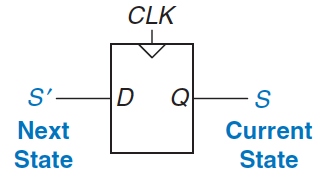 CLK
S′ D Q S
Next Current
State State